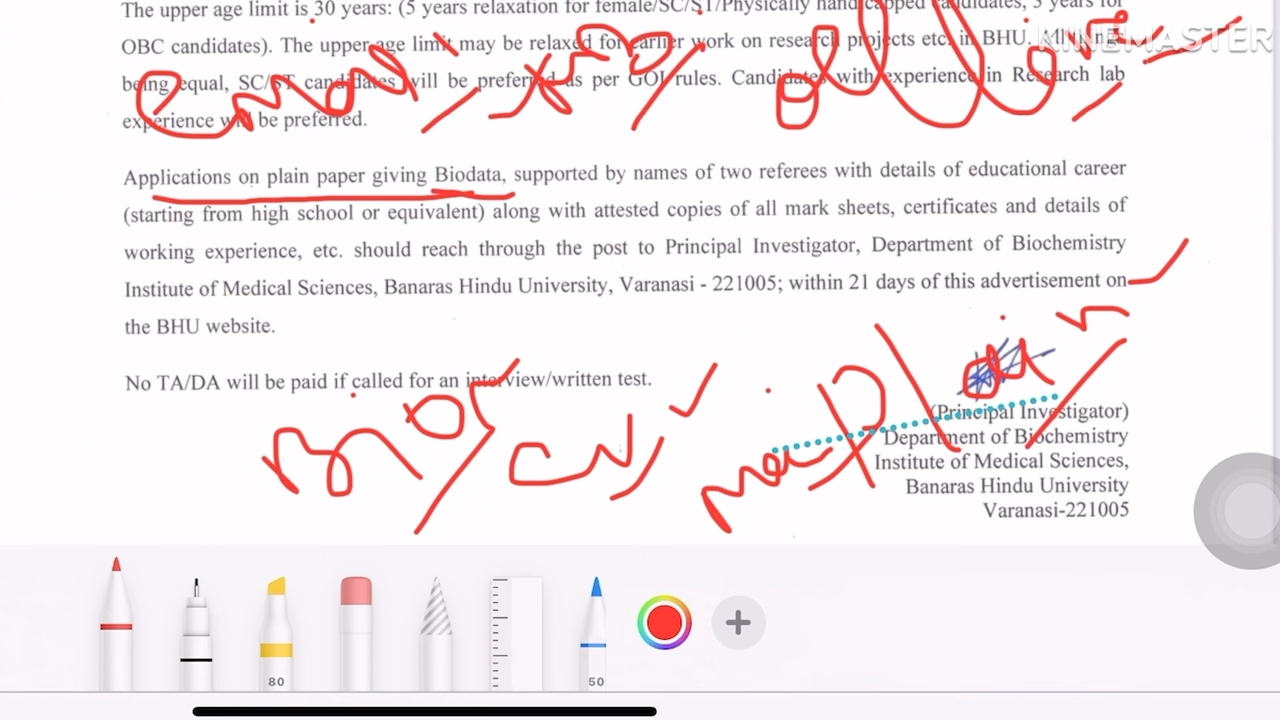 The upper age limit is 30 years: (5 years relaxation for female/SC/ST/Physically handicapped candidates, 3 years for
OBC candidates). The upper age limit may be relaxed for earlier work on research projects etc. in BHU.
KINEMASTER
being equal, SC/ST candidates will be preferred as per GOI rules. Candidates with experience in Research lab
experience will be preferred.
Applications on plain paper giving Biodata, supported by names of two referees with details of educational career
(starting from high school or equivalent) along with attested copies of all mark sheets, certificates and details of
working experience, etc. should reach through the post to Principal Investigator, Department of Biochemistry
Institute of Medical Sciences, Banaras Hindu University, Varanasi - 221005; within 21 days of this advertisement on
the BHU website.
No TA/DA will be paid if called for an interview/written test.
(Principal Investigator)
Department of Biochemistry
Institute of Medical Sciences,
Banaras Hindu University
Varanasi-221005
80
50